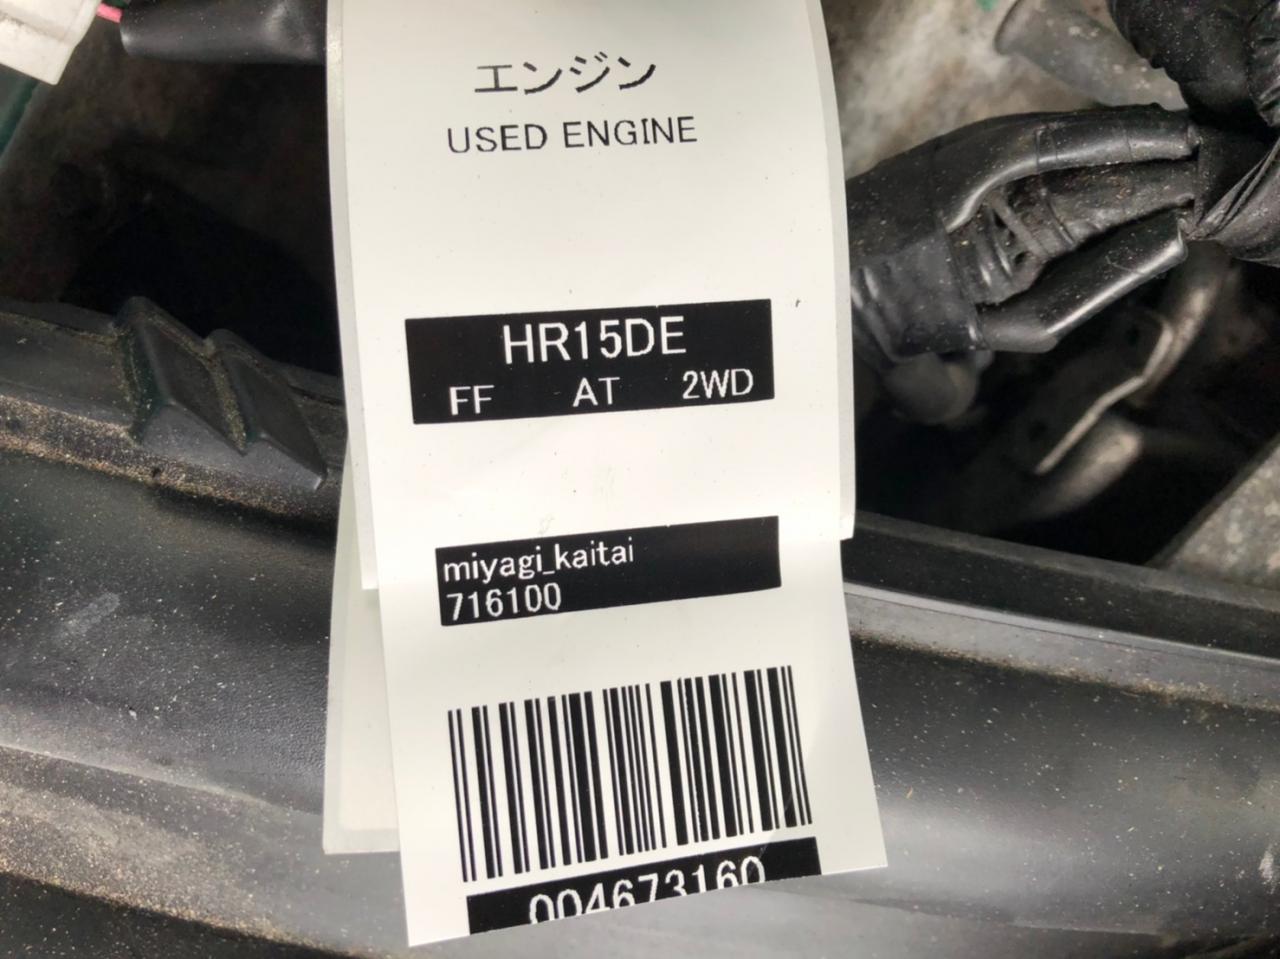 エンジン
USED ENGINE
HR15DE
FF AT 2WD
miyagi_kaitai
716100
004673160